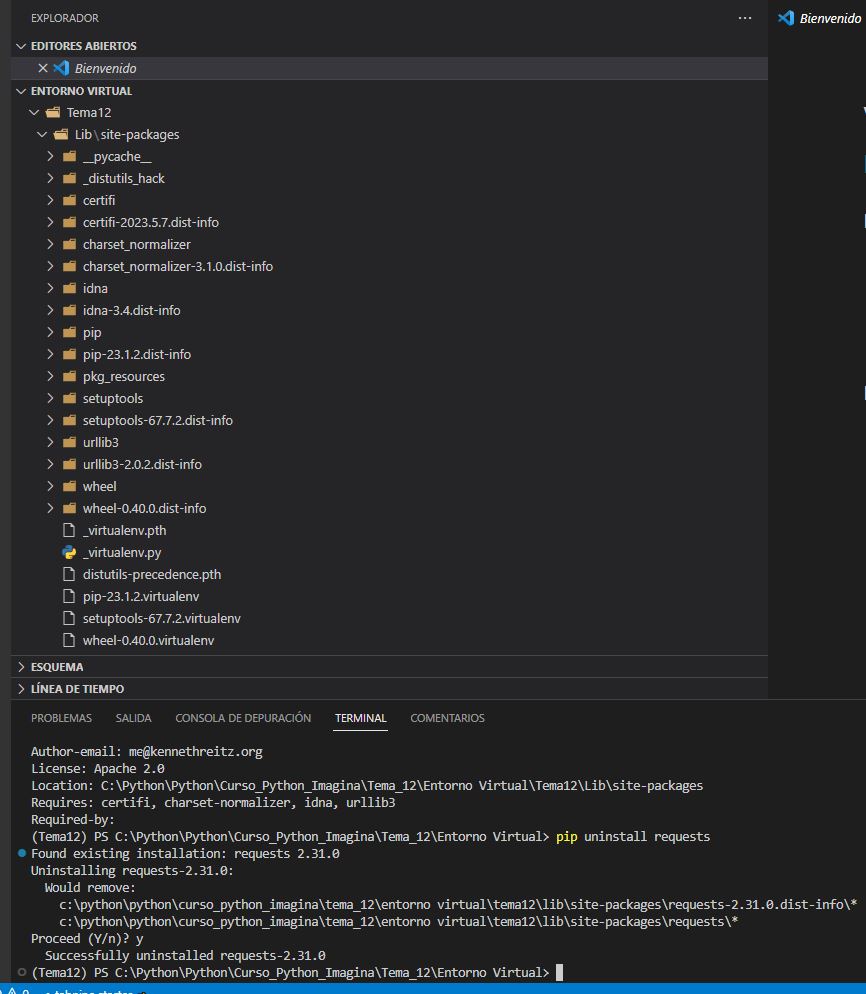 EXPLORADOR
Bienvenido
EDITORES ABIERTOS
Bienvenido
ENTORNO VIRTUAL
Tema12
Lib\site-packages
__pycache__
_distutils_hack
certifi
certifi-2023.5.7.dist-info
charset_normalizer
charset_normalizer-3.1.0.dist-info
idna
idna-3.4.dist-info
pip
pip-23.1.2.dist-info
pkg_resources
setuptools
setuptools-67.7.2.dist-info
urllib3
urllib3-2.0.2.dist-info
wheel
wheel-0.40.0.dist-info
_virtualenv.pth
_virtualenv.py
distutils-precedence.pth
pip-23.1.2.virtualenv
setuptools-67.7.2.virtualenv
wheel-0.40.0.virtualenv
ESQUEMA
LÍNEA DE TIEMPO
PROBLEMAS SALIDA CONSOLA DE DEPURACIÓN TERMINAL COMENTARIOS
Author-email: me@kennethreitz.org
License: Apache 2.0
Location: C:\Python\Python\Curso_Python_Imagina\Tema_12\Entorno Virtual\Tema12\Lib\site-packages
Requires: certifi, charset-normalizer, idna, urllib3
Required-by:
(Tema12) PS C:\Python\Python\Curso_Python_Imagina\Tema_12\Entorno Virtual> pip uninstall requests
Found existing installation: requests 2.31.0
Uninstalling requests-2.31.0:
Would remove:
c:\python\python\curso_python_imagina\tema_12\entorno virtual\tema12\lib\site-packages\requests-2.31.0.dist-info\*
c:\python\python\curso_python_imagina\tema_12\entorno virtual\tema12\lib\site-packages\requests\*
Proceed (Y/n)? y
Successfully uninstalled requests-2.31.0
(Tema12) PS C:\Python\Python\Curso_Python_Imagina\Tema_12\Entorno Virtual>